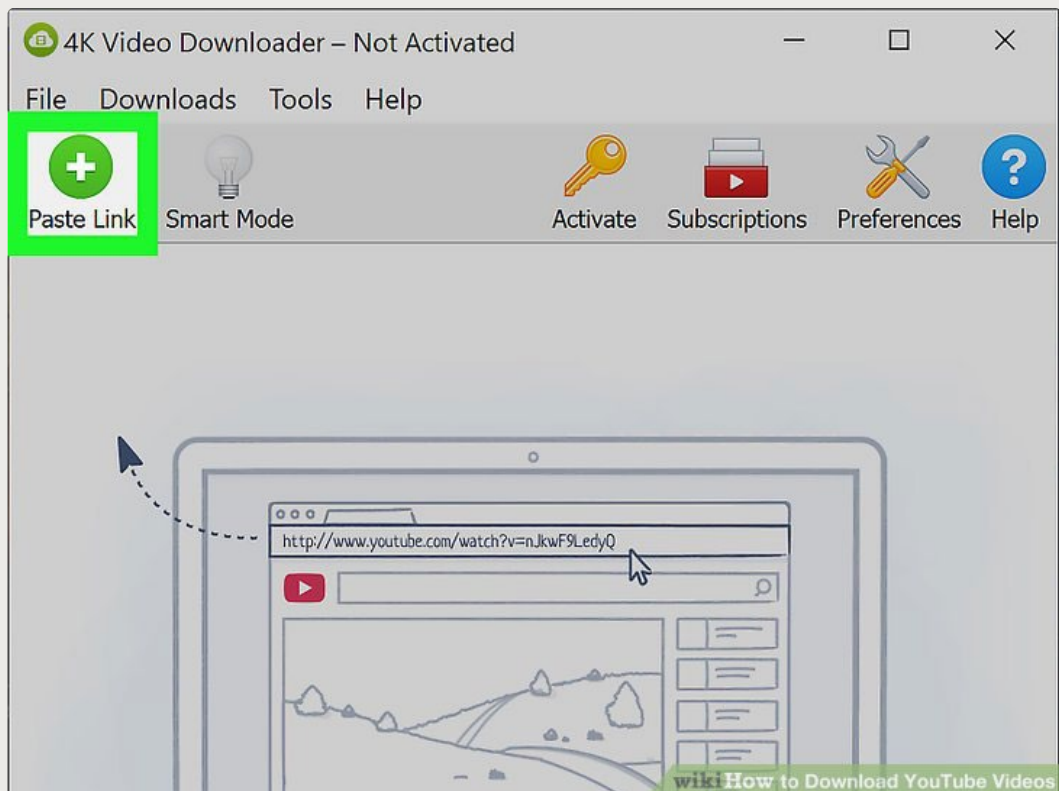 4K Video Downloader – Not Activated
File Downloads Tools Help
Paste Link Smart Mode Activate Subscriptions Preferences Help
http://www.youtube.com/watch?v=nJkwF9LedyQ
wikiHow to Download YouTube Videos